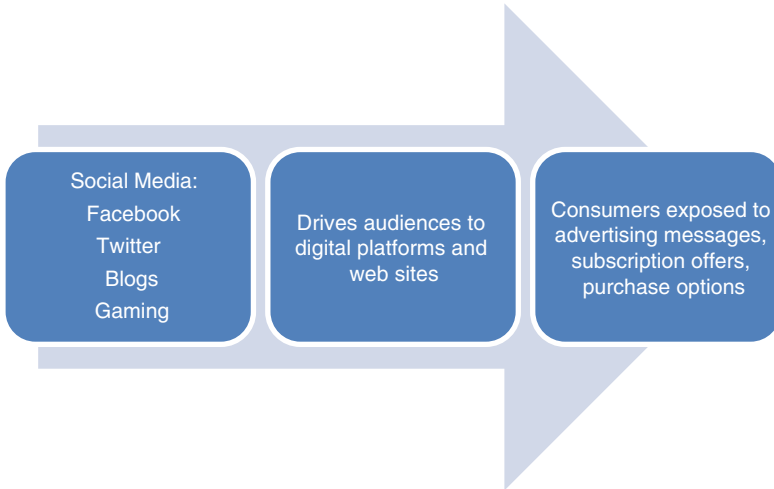 Social Media:
Facebook
Twitter
Blogs
Gaming
Drives audiences to
digital platforms and
web sites
Consumers exposed to
advertising messages,
subscription offers,
purchase options